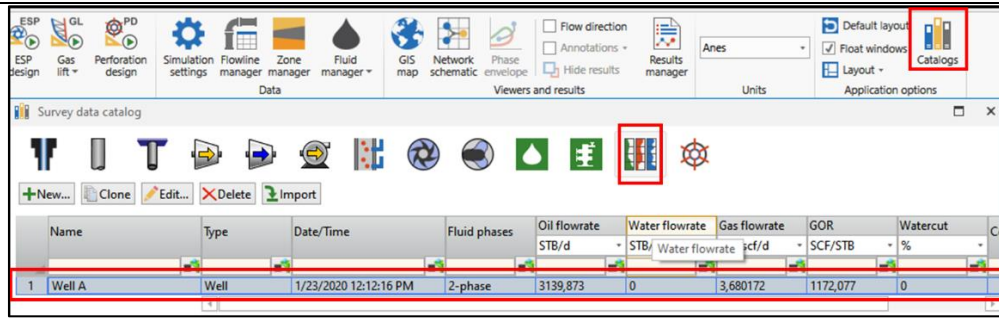 ESP GL PD
ESP design
Gas lift
Perforation design
Simulation settings
Flowline manager
Zone manager
Fluid manager
Data
GIS map
Network schematic
Phase envelope
Flow direction
Annotations
Hide results
Results manager
Viewers and results
Anes
Units
Default layout
Float windows
Layout
Catalogs
Application options
Survey data catalog
New... Clone Edit... Delete Import
Name Type Date/Time Fluid phases Oil flowrate Water flowrate Gas flowrate GOR Watercut
STB/d STB/ Water flowrate scf/d SCF/STB %
1 Well A Well 1/23/2020 12:12:16 PM 2-phase 3139,873 0 3,680172 1172,077 0